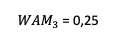 WAM₃ = 0,25